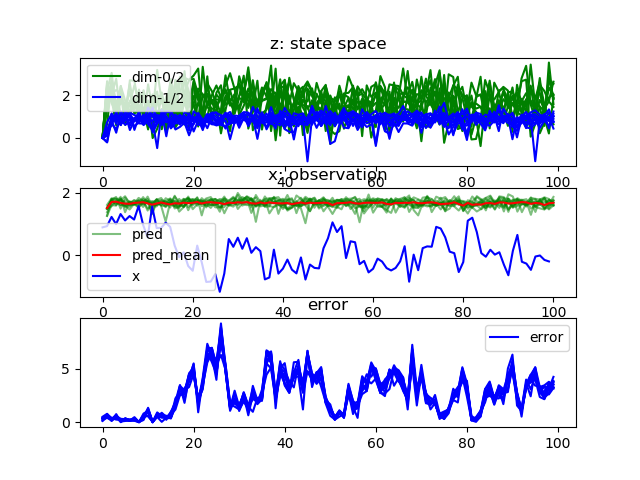 z: state space
dim-0/2
dim-1/2
2
0
0 20 40 60 80 100
x: observation
2
0
pred
pred_mean
x
0 20 40 60 80 100
error
error
5
0
0 20 40 60 80 100